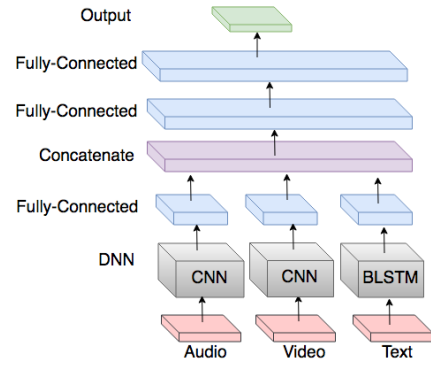 Output
Fully-Connected
Fully-Connected
Concatenate
Fully-Connected
DNN
CNN CNN BLSTM
Audio Video Text